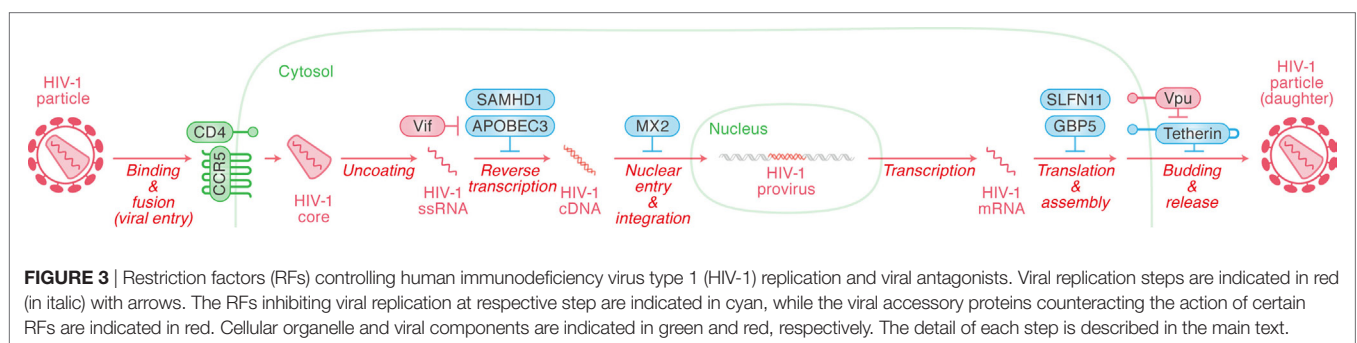 HIV-1
particle
Cytosol
CD4
CCR5
Binding
&
fusion
(viral entry)
HIV-1
core
Uncoating
Vif
HIV-1
ssRNA
SAMHD1
APOBEC3
Reverse
transcription
HIV-1
cDNA
MX2
Nuclear
entry
&
integration
Nucleus
HIV-1
provirus
Transcription
HIV-1
mRNA
SLFN11
GBP5
Translation
&
assembly
Vpu
Tetherin
Budding
&
release
HIV-1
particle
(daughter)
FIGURE 3 | Restriction factors (RFs) controlling human immunodeficiency virus type 1 (HIV-1) replication and viral antagonists. Viral replication steps are indicated in red
(in italic) with arrows. The RFs inhibiting viral replication at respective step are indicated in cyan, while the viral accessory proteins counteracting the action of certain
RFs are indicated in red. Cellular organelle and viral components are indicated in green and red, respectively. The detail of each step is described in the main text.